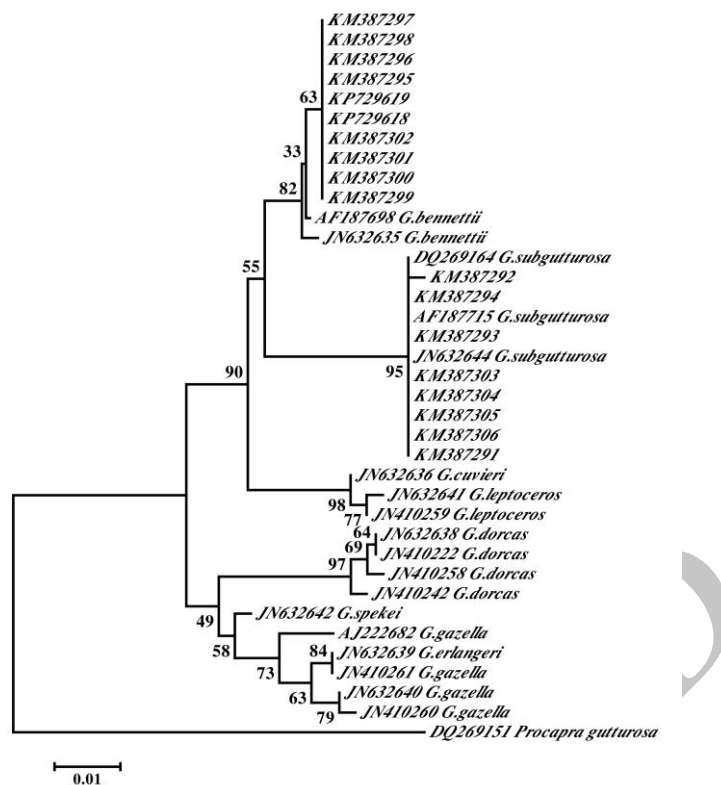 KM387297
KM387298
KM387296
KM387295
63
KP729619
KP729618
KM387302
33
KM387301
KM387300
82
KM387299
AF187698 G.bennettii
JN632635 G.bennettii
DQ269164 G.subgutturosa
55
KM387292
KM387294
AF187715 G.subgutturosa
KM387293
JN632644 G.subgutturosa
90
95
KM387303
KM387304
KM387305
KM387306
KM387291
JN632636 G.cuvieri
JN632641 G.leptoceros
98
JN410259 G.leptoceros
77
64
JN632638 G.dorcas
69
JN410222 G.dorcas
97
JN410258 G.dorcas
JN410242 G.dorcas
49
JN632642 G.spekei
AJ222682 G.gazella
58
84
JN632639 G.erlangeri
73
JN410261 G.gazella
63
JN632640 G.gazella
79
JN410260 G.gazella
DQ269151 Procapra gutturosa
0.01